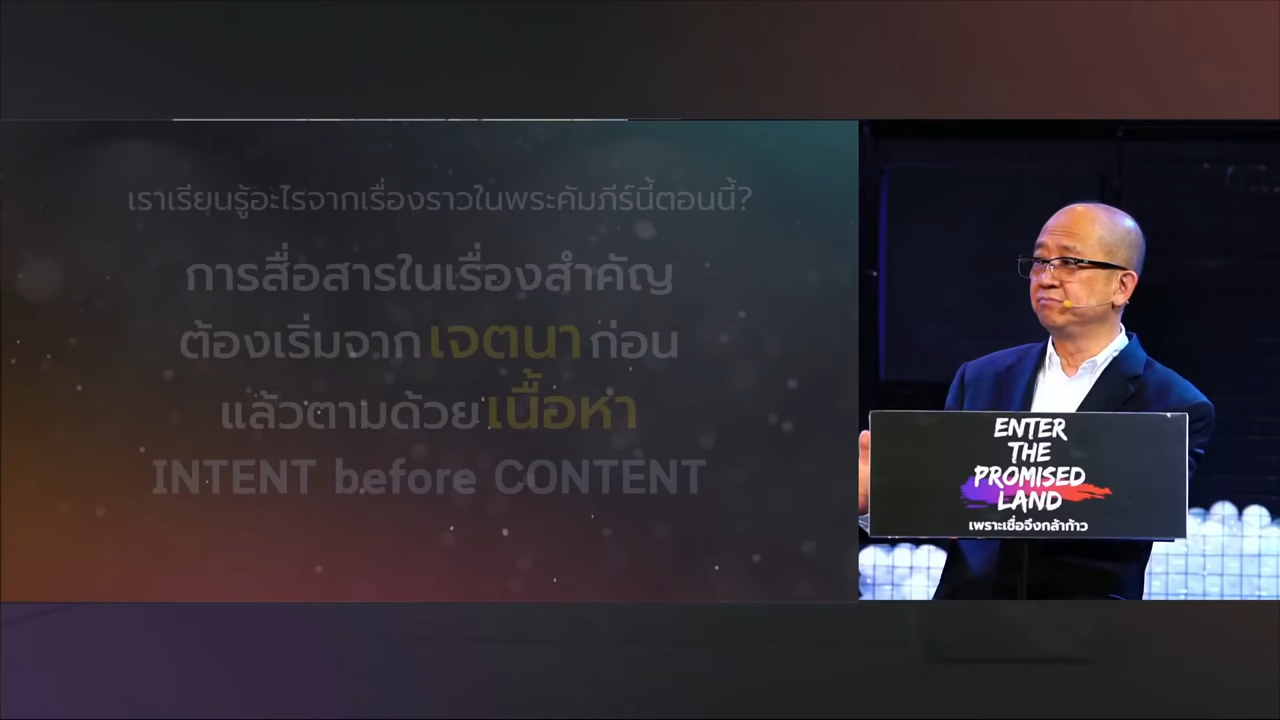 เราเรียนรู้อะไรจากเรื่องราวในพระคัมภีร์นี้ตอนนี้?
การสื่อสารในเรื่องสำคัญ
ต้องเริ่มจากเจตนาก่อน
แล้วตามด้วยเนื้อหา
INTENT before CONTENT
ENTER
THE
PROMISED
LAND
เพราะเชื่อจึงกล้าก้าว